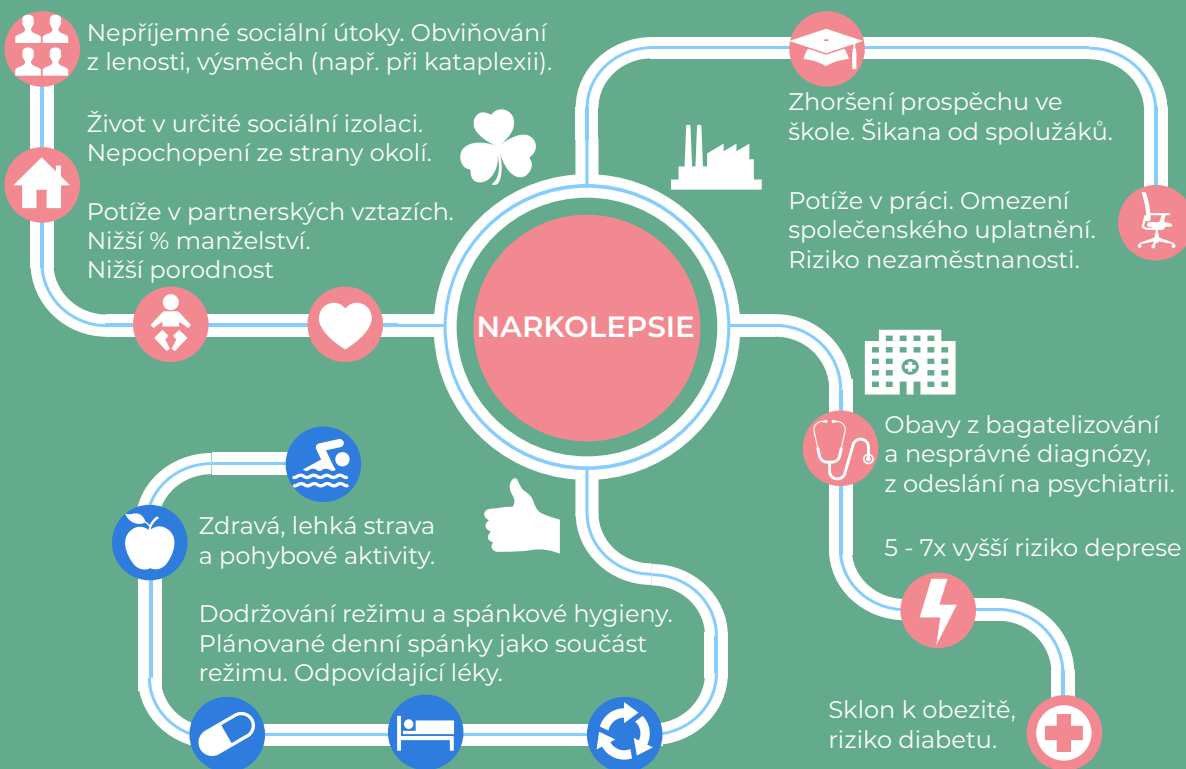 Nepříjemné sociální útoky. Obviňování
z lenosti, výsměch (např. při kataplexii).
Život v určité sociální izolaci.
Nepochopení ze strany okolí.
Potíže v partnerských vztazích.
Nižší % manželství.
Nižší porodnost
Zhoršení prospěchu ve
škole. Šikana od spolužáků.
Potíže v práci. Omezení
společenského uplatnění.
Riziko nezaměstnanosti.
NARKOLEPSIE
Obavy z bagatelizování
a nesprávné diagnózy,
z odeslání na psychiatrii.
5 - 7x vyšší riziko deprese
Sklon k obezitě,
riziko diabetu.
Zdravá, lehká strava
a pohybové aktivity.
Dodržování režimu a spánkové hygieny.
Plánované denní spánky jako součást
režimu. Odpovídající léky.